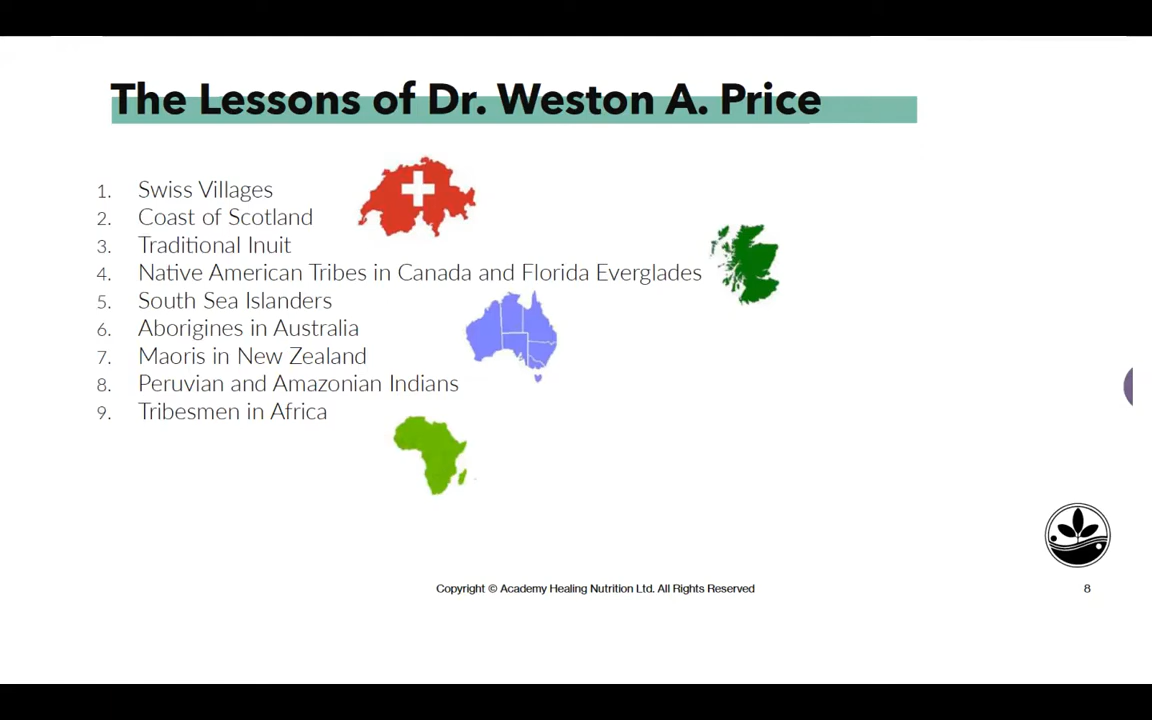 The Lessons of Dr. Weston A. Price
1. Swiss Villages
2. Coast of Scotland
3. Traditional Inuit
4. Native American Tribes in Canada and Florida Everglades
5. South Sea Islanders
6. Aborigines in Australia
7. Maoris in New Zealand
8. Peruvian and Amazonian Indians
9. Tribesmen in Africa
Copyright © Academy Healing Nutrition Ltd. All Rights Reserved
8